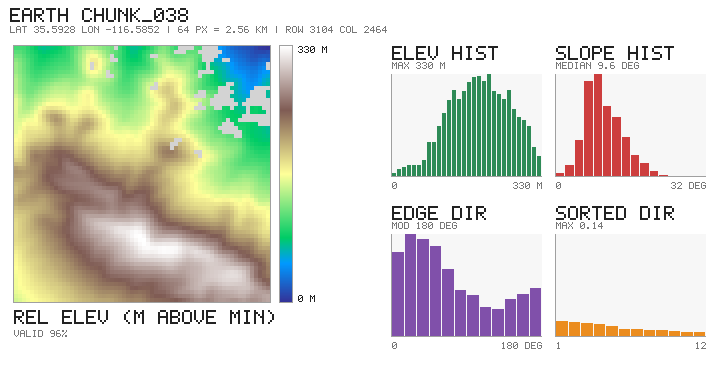 EARTH CHUNK_038
LAT 35.5928 LON -116.5852 | 64 PX = 2.56 KM | ROW 3104 COL 2464
330 M
0 M
REL ELEV (M ABOVE MIN)
VALID 96%
ELEV HIST
MAX 330 M
0 330 M
SLOPE HIST
MEDIAN 9.6 DEG
0 32 DEG
EDGE DIR
MOD 180 DEG
0 180 DEG
SORTED DIR
MAX 0.14
1 12